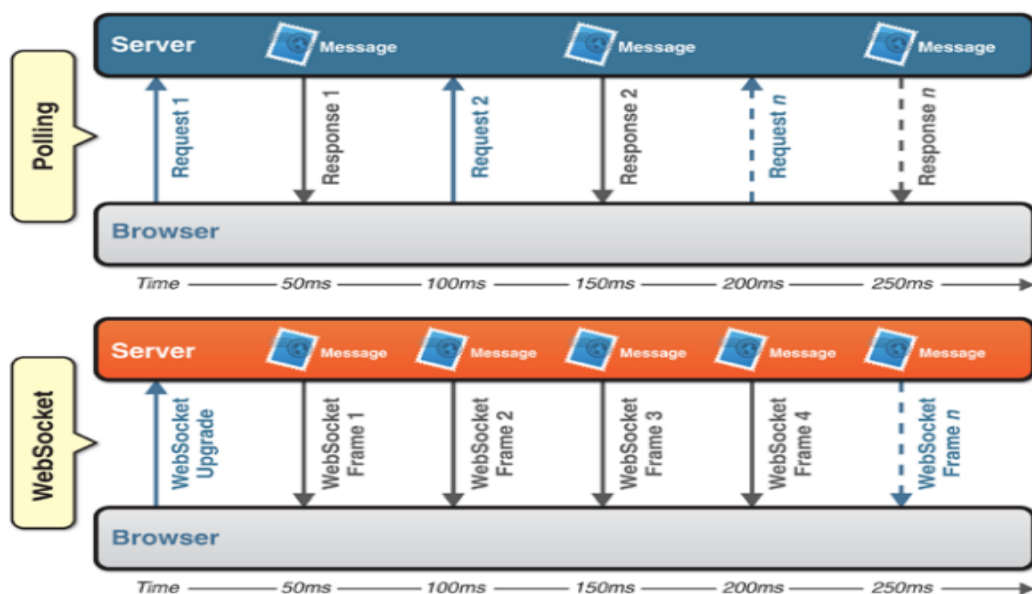 Polling
Server
Message
Message
Message
Request 1
Response 1
Request 2
Response 2
Request n
Response n
Browser
Time 50ms 100ms 150ms 200ms 250ms
WebSocket
Server
Message
Message
Message
Message
Message
WebSocket
Upgrade
WebSocket
Frame 1
WebSocket
Frame 2
WebSocket
Frame 3
WebSocket
Frame 4
WebSocket
Frame n
Browser
Time 50ms 100ms 150ms 200ms 250ms